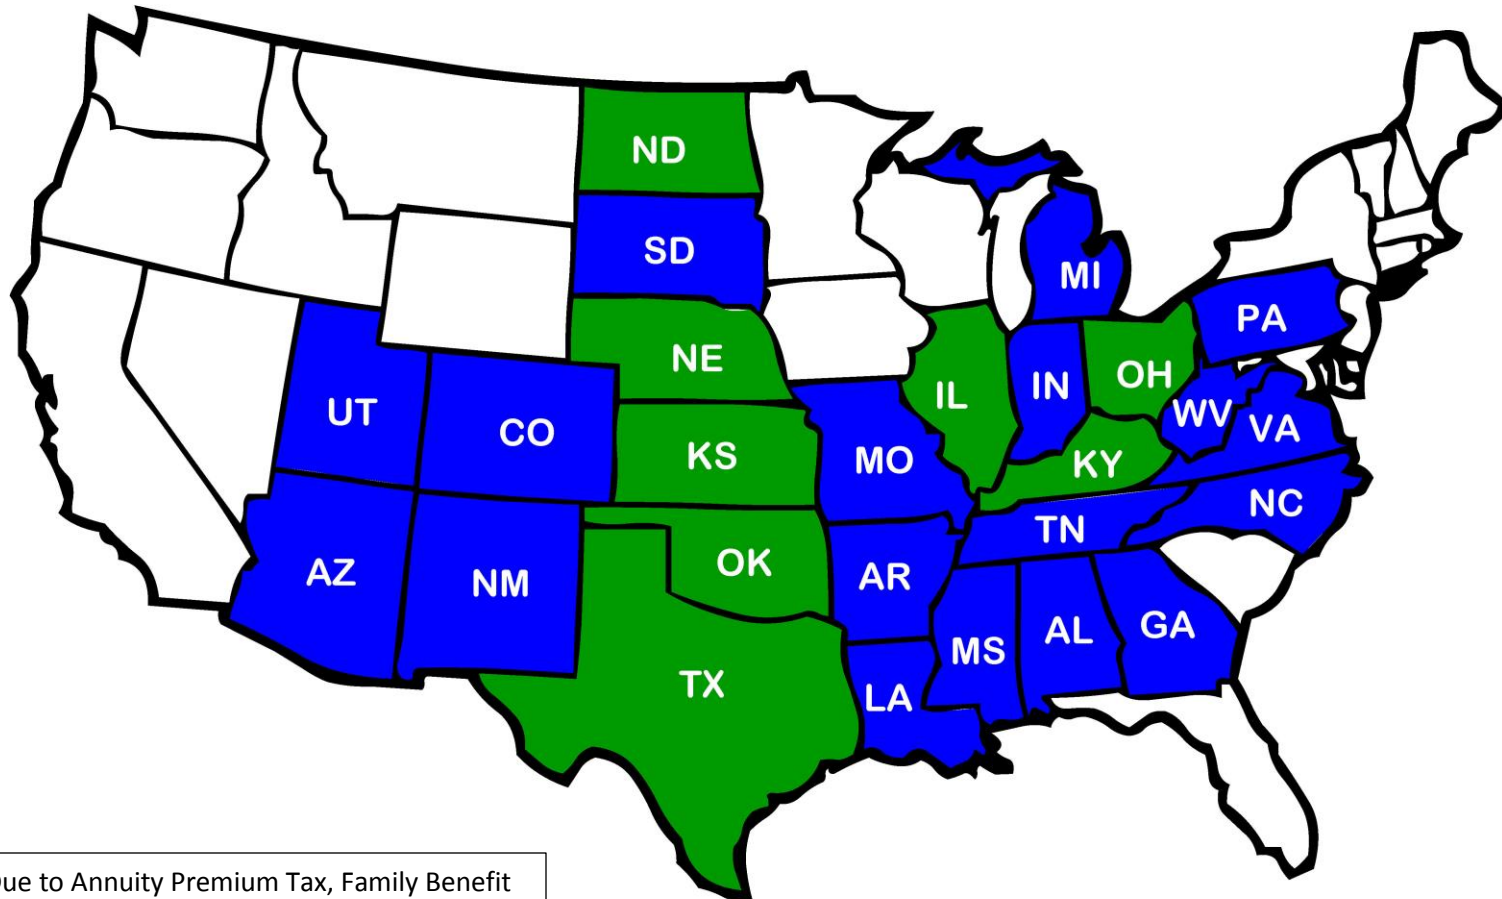 ND
SD
MI
PA
NE
OH
IN
IL
UT
WV
CO
VA
KS
MO
KY
NC
TN
OK
AZ
AR
NM
GA
AL
MS
TX
LA
ue to Annuity Premium Tax, Family Benefit